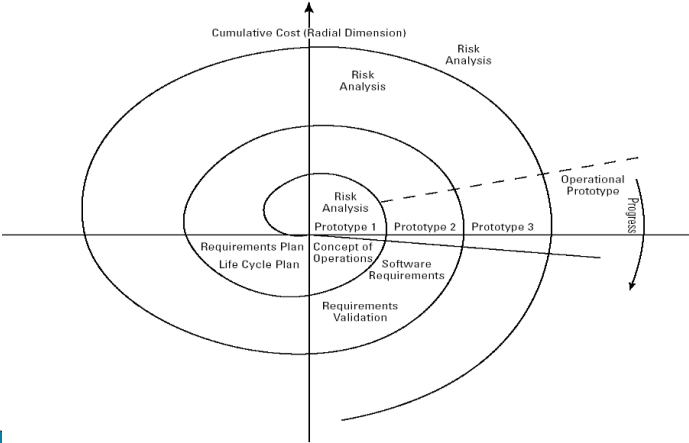 Cumulative Cost (Radial Dimension)
Risk
Analysis
Risk
Analysis
Operational
Prototype
Progress
Risk
Analysis
Prototype 1
Prototype 2
Prototype 3
Requirements Plan
Life Cycle Plan
Concept of
Operations
Software
Requirements
Requirements
Validation